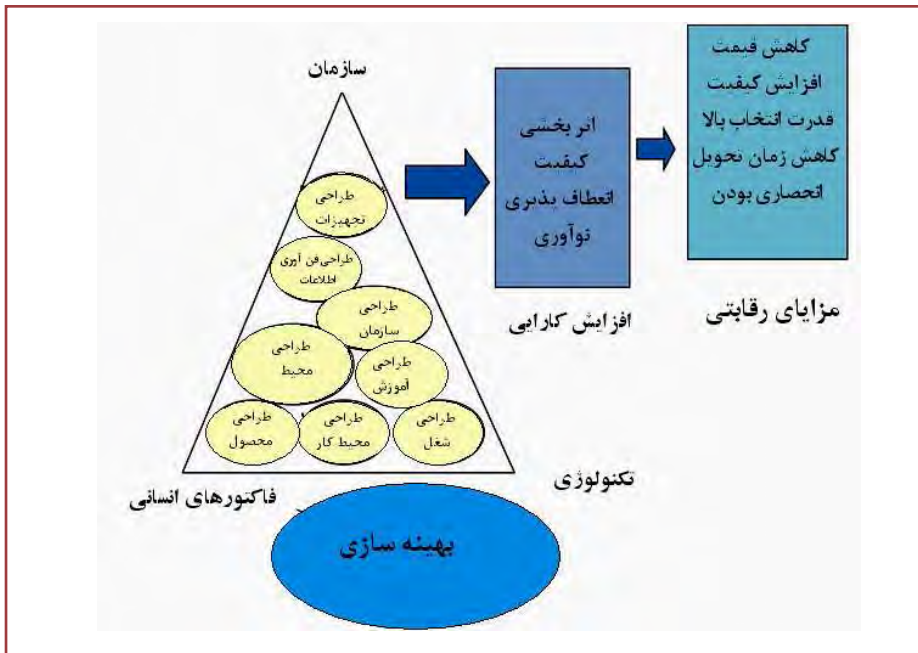 سازمان
طراحی
تجهیزات
طراحی فن آوری
اطلاعات
طراحی
سازمان
طراحی
محیط
طراحی
آموزش
طراحی
محصول
طراحی
محیط کار
طراحی
شغل
فاکتورهای انسانی
تکنولوژی
بهینه سازی
اثر بخشی
کیفیت
انعطاف پذیری
نوآوری
افزایش کارایی
کاهش قیمت
افزایش کیفیت
قدرت انتخاب بالا
کاهش زمان تحویل
انحصاری بودن
مزایای رقابتی